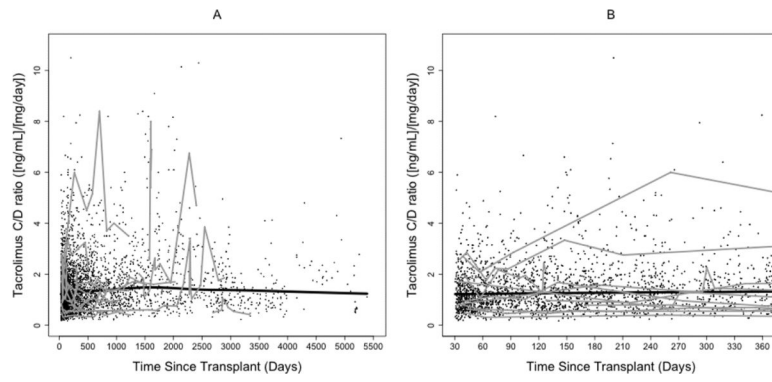 A
B
Tacrolimus C/D ratio ([ng/mL]/[mg/day])
10
8
6
4
2
0
0 500 1000 1500 2000 2500 3000 3500 4000 4500 5000 5500
Time Since Transplant (Days)
Tacrolimus C/D ratio ([ng/mL]/[mg/day])
10
8
6
4
2
0
30 60 90 120 150 180 210 240 270 300 330 360
Time Since Transplant (Days)